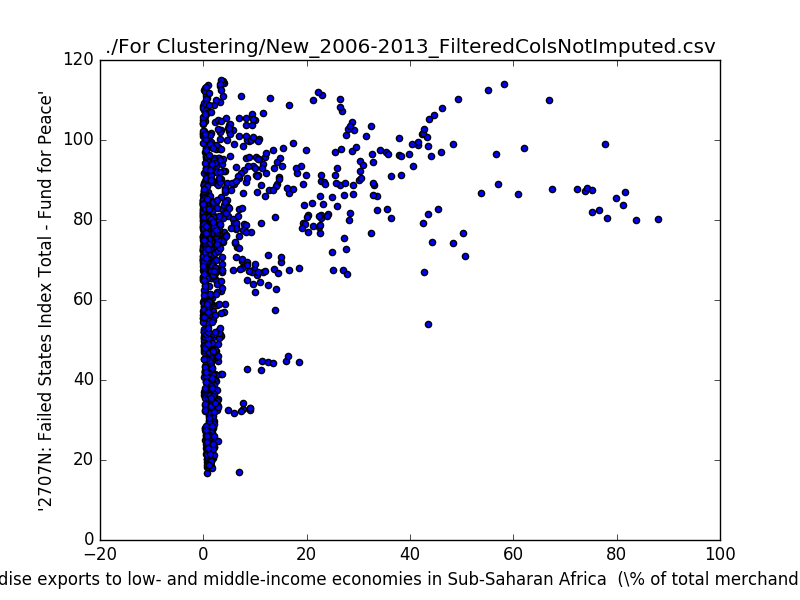 ./For Clustering/New_2006-2013_FilteredColsNotImputed.csv
120
100
80
60
40
20
0
'2707N: Failed States Index Total - Fund for Peace'
−20 0 20 40 60 80 100
dise exports to low- and middle-income economies in Sub-Saharan Africa (\% of total merchand